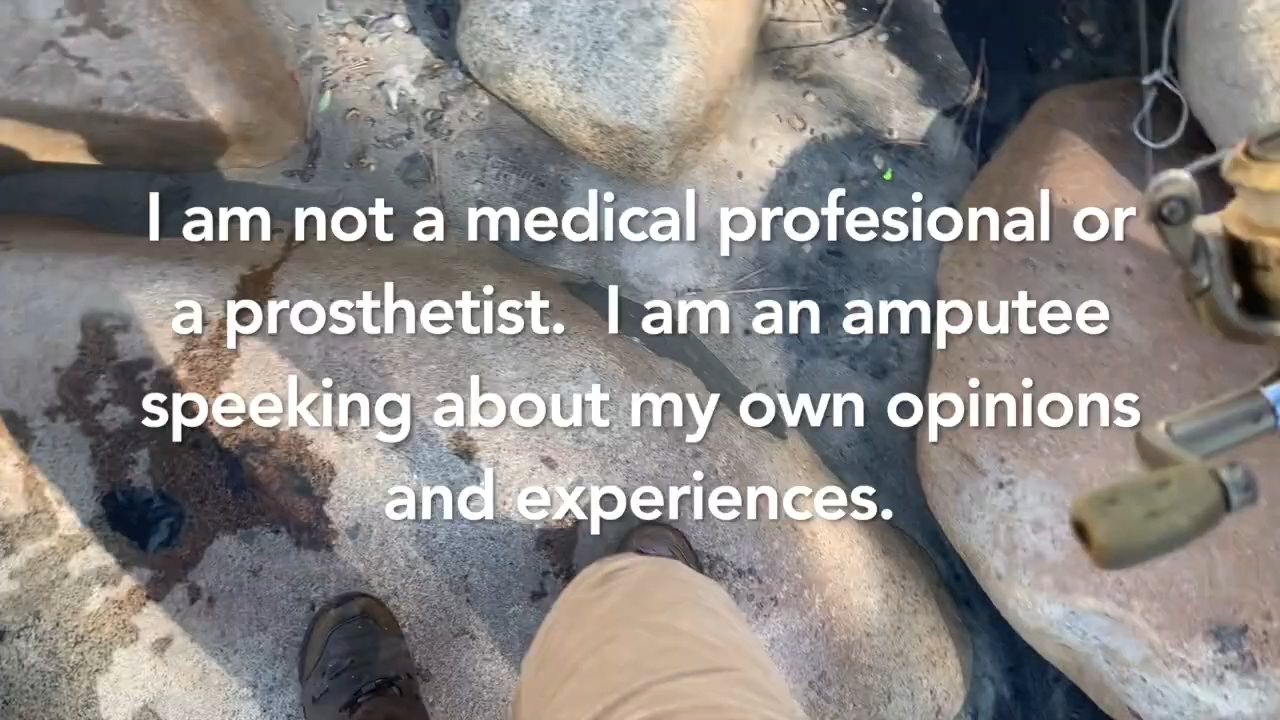 I am not a medical profesional or
a prosthetist.  I am an amputee
speeking about my own opinions
and experiences.